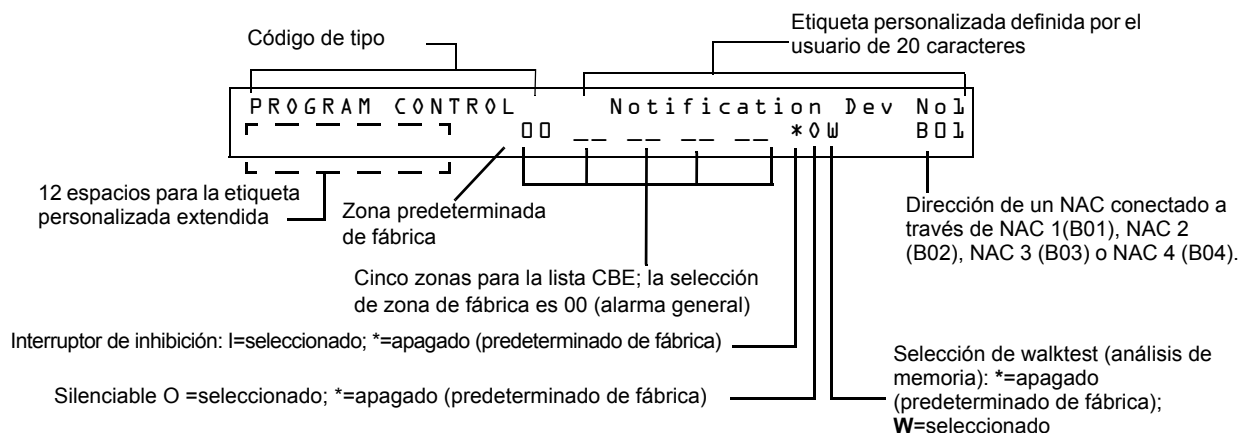 Código de tipo
Etiqueta personalizada definida por el
usuario de 20 caracteres
PROGRAM CONTROL Notification Dev No1
00 __ __ __ __ *0W B01
12 espacios para la etiqueta
personalizada extendida
Zona predeterminada
de fábrica
Dirección de un NAC conectado a
través de NAC 1(B01), NAC 2
(B02), NAC 3 (B03) o NAC 4 (B04).
Cinco zonas para la lista CBE; la selección
de zona de fábrica es 00 (alarma general)
Interruptor de inhibición: I=seleccionado; *=apagado (predeterminado de fábrica)
Silenciable O =seleccionado; *=apagado (predeterminado de fábrica)
Selección de walktest (análisis de
memoria): *=apagado
(predeterminado de fábrica);
W=seleccionado